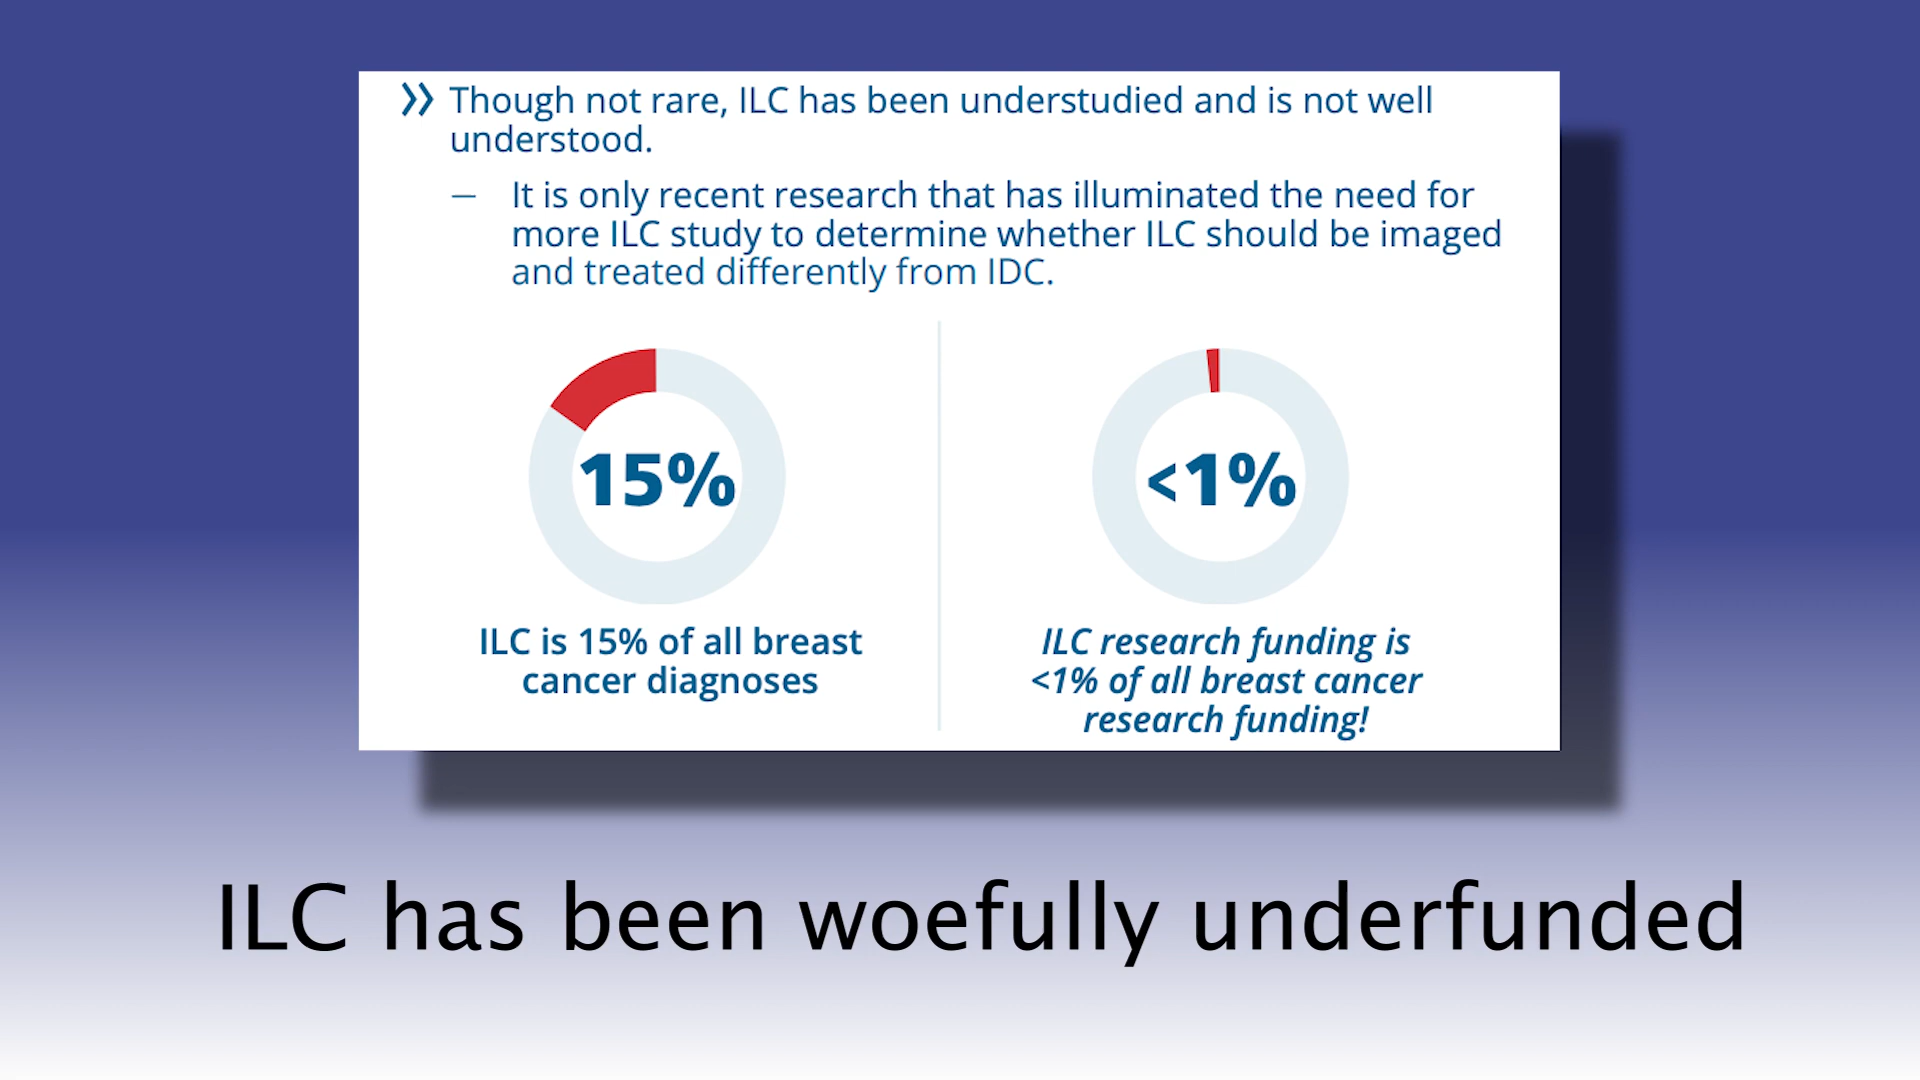 Though not rare, ILC has been understudied and is not well
understood.
— It is only recent research that has illuminated the need for
more ILC study to determine whether ILC should be imaged
and treated differently from IDC.
15%
<1%
ILC is 15% of all breast
cancer diagnoses
ILC research funding is
<1% of all breast cancer
research funding!
ILC has been woefully underfunded